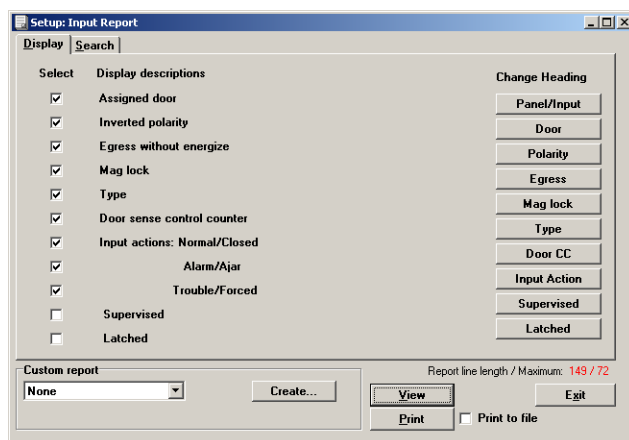 Setup: Input Report
Display Search
Select Display descriptions Change Heading
Assigned door Panel/Input
Inverted polarity Door
Egress without energize Polarity
Mag lock Egress
Type Mag lock
Door sense control counter Type
Input actions: Normal/Closed Door CC
Alarm/Ajar Input Action
Trouble/Forced Supervised
Supervised Latched
Latched
Custom report Report line length / Maximum: 149 / 72
None Create... View Exit
Print Print to file